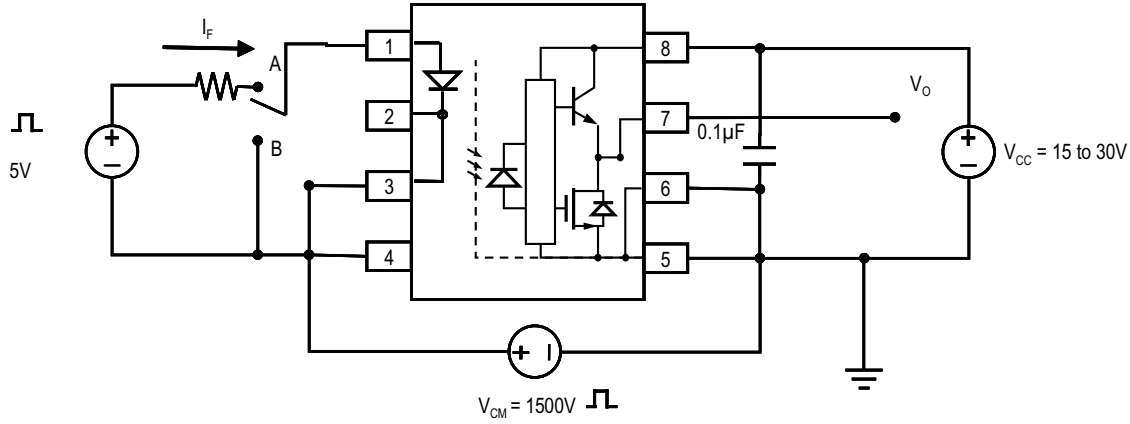 I_F
A
B
5V
1
2
3
4
8
7
6
5
0.1µF
V_O
V_CC = 15 to 30V
V_CM = 1500V